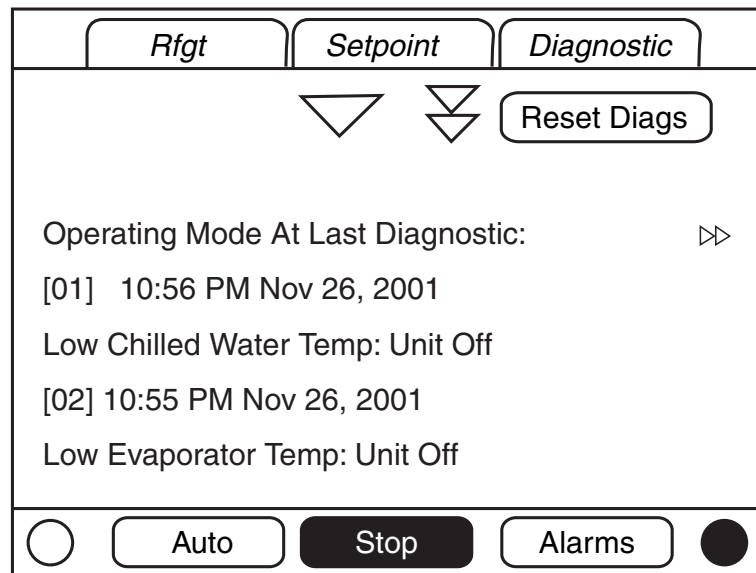 Rfgt Setpoint Diagnostic
Reset Diags
Operating Mode At Last Diagnostic:
[01] 10:56 PM Nov 26, 2001
Low Chilled Water Temp: Unit Off
[02] 10:55 PM Nov 26, 2001
Low Evaporator Temp: Unit Off
Auto Stop Alarms